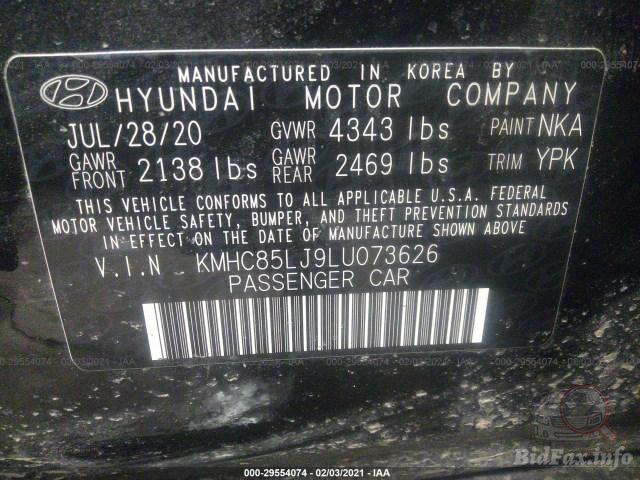 MANUFACTURED IN KOREA BY
HYUNDAI MOTOR COMPANY
JUL/28/20 GVWR 4343 lbs PAINT NKA
GAWR FRONT 2138 lbs GAWR REAR 2469 lbs TRIM YPK
THIS VEHICLE CONFORMS TO ALL APPLICABLE U.S.A. FEDERAL
MOTOR VEHICLE SAFETY, BUMPER, AND THEFT PREVENTION STANDARDS
IN EFFECT ON THE DATE OF MANUFACTURE SHOWN ABOVE.
V.I.N KMHC85LJ9LU073626
PASSENGER CAR
000-29554074 - 02/03/2021 - IAA
BidFax.info